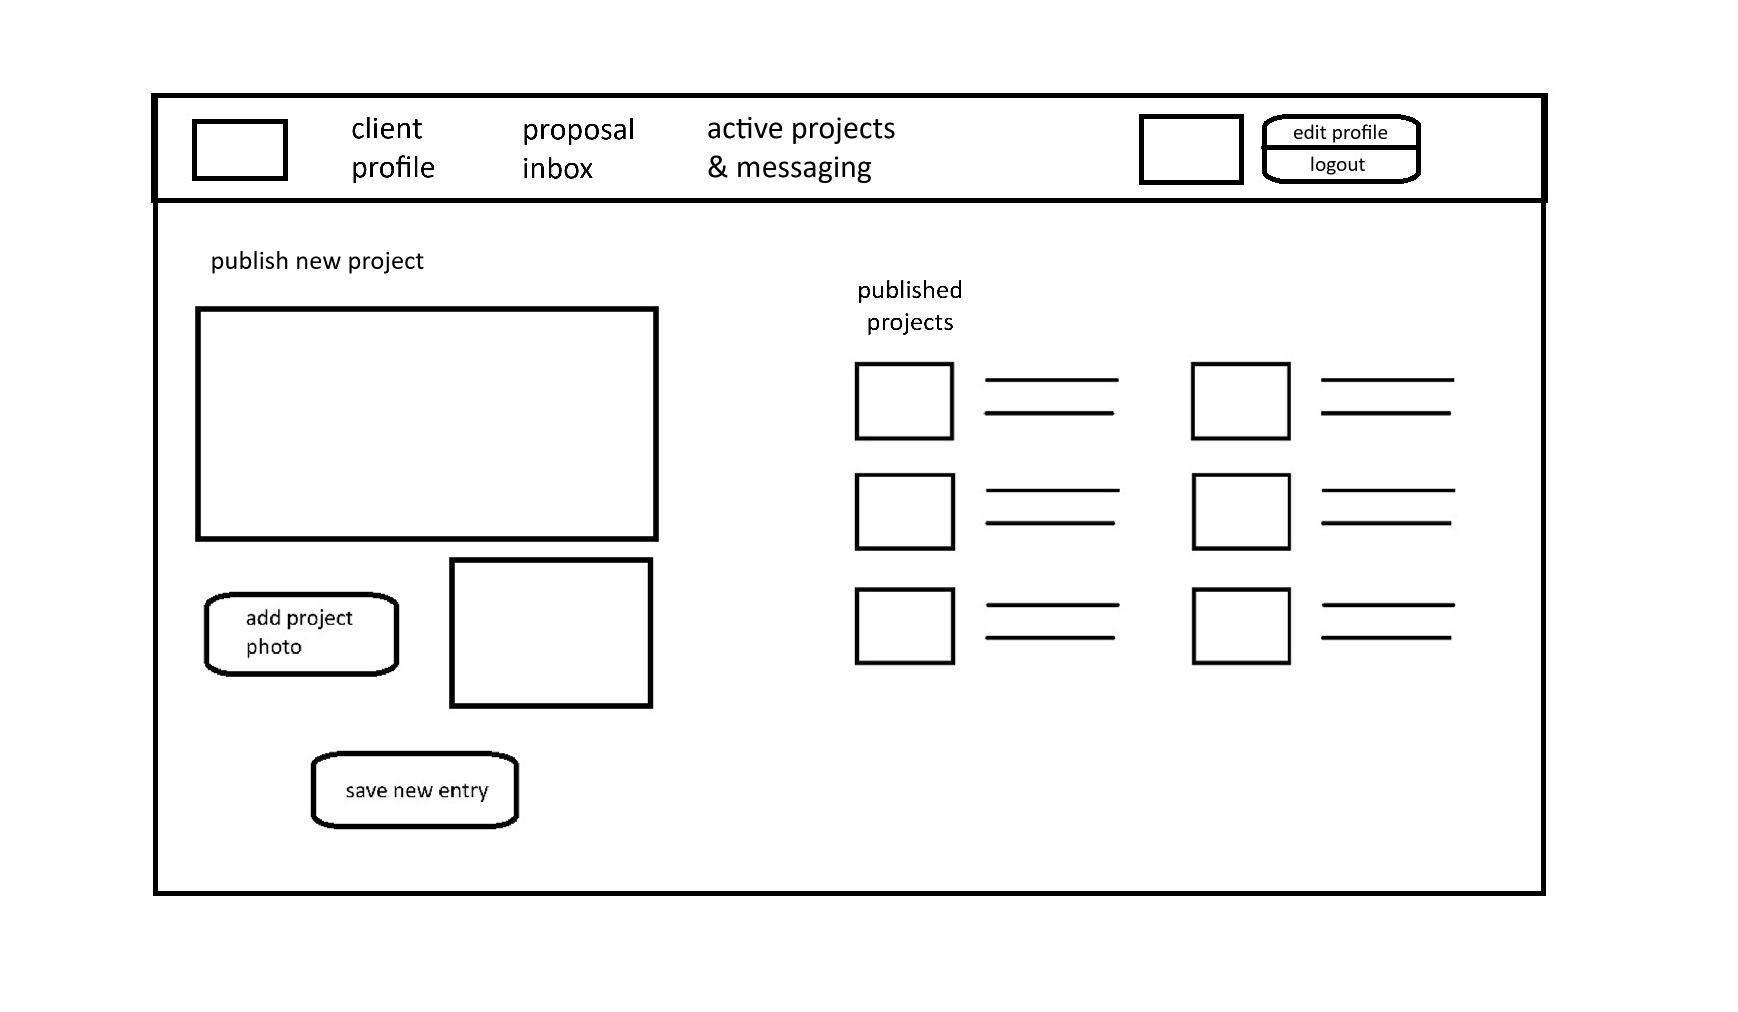 client
profile
proposal
inbox
active projects
& messaging
edit profile
logout
publish new project
published
projects
add project
photo
save new entry